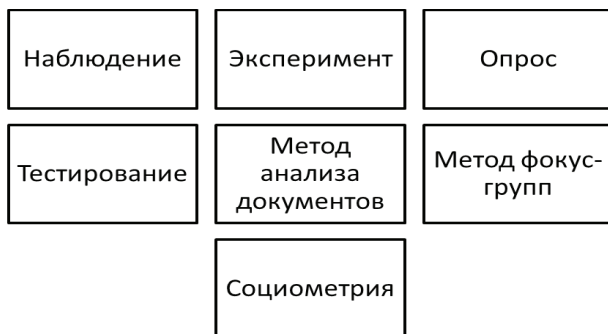 Наблюдение
Эксперимент
Опрос
Тестирование
Метод
анализа
документов
Метод фокус-
групп
Социометрия